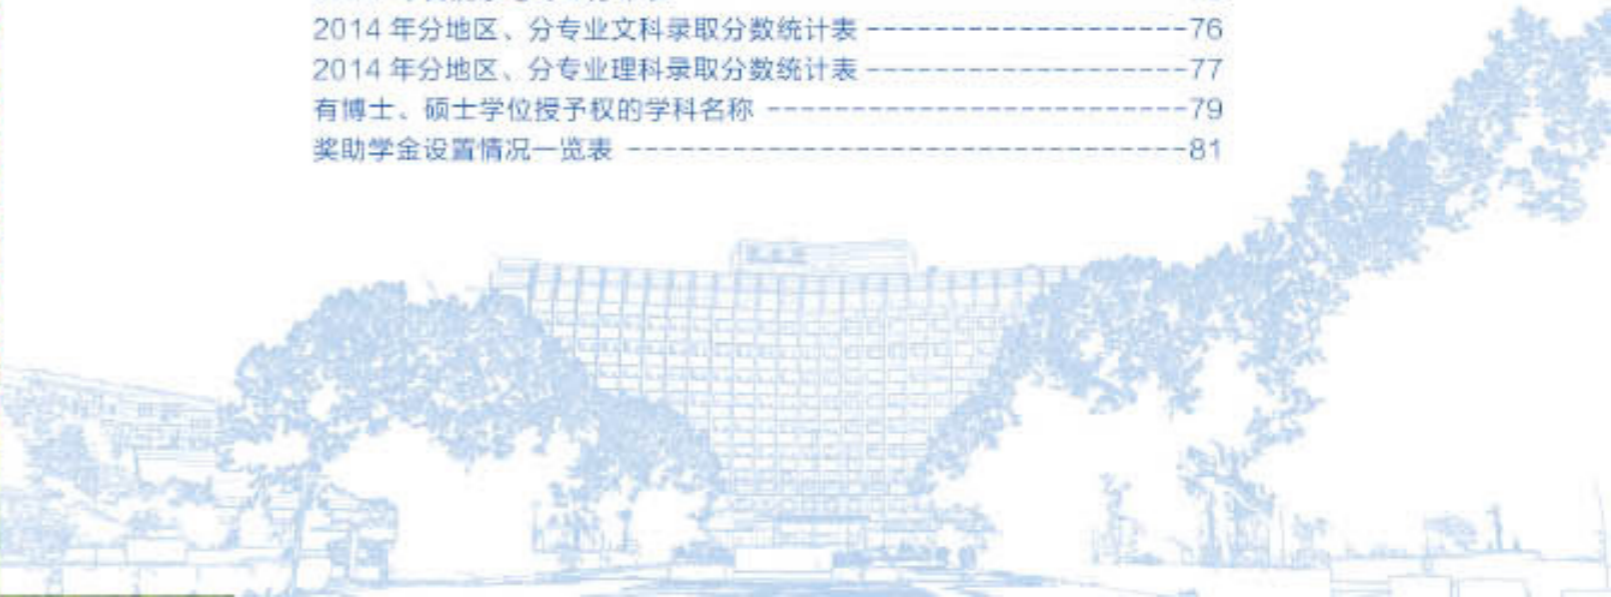 2014 年分地区、分专业文科录取分数统计表 -------------------76
2014 年分地区、分专业理科录取分数统计表 -------------------77
有博士、硕士学位授予权的学科名称 -------------------------79
奖助学金设置情况一览表 ---------------------------------81